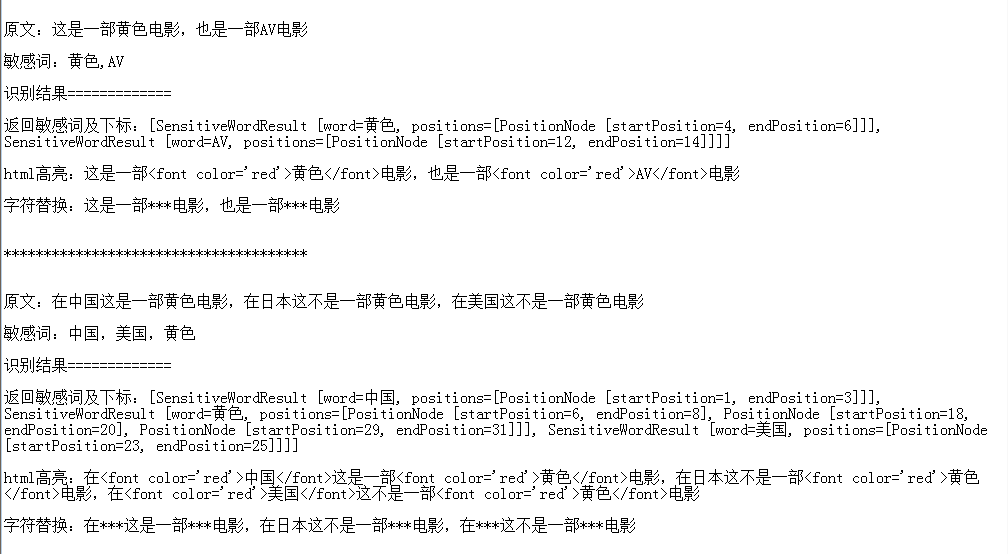 原文：这是一部黄色电影，也是一部AV电影
敏感词：黄色,AV
识别结果=============
返回敏感词及下标：[SensitiveWordResult [word=黄色, positions=[PositionNode [startPosition=4, endPosition=6]]],
SensitiveWordResult [word=AV, positions=[PositionNode [startPosition=12, endPosition=14]]]]
html高亮：这是一部<font color='red'>黄色</font>电影，也是一部<font color='red'>AV</font>电影
字符替换：这是一部***电影，也是一部***电影
**************************************
原文：在中国这是一部黄色电影，在日本这不是一部黄色电影，在美国这不是一部黄色电影
敏感词：中国，美国，黄色
识别结果=============
返回敏感词及下标：[SensitiveWordResult [word=中国, positions=[PositionNode [startPosition=1, endPosition=3]]],
SensitiveWordResult [word=黄色, positions=[PositionNode [startPosition=6, endPosition=8], PositionNode [startPosition=18,
endPosition=20], PositionNode [startPosition=29, endPosition=31]]], SensitiveWordResult [word=美国, positions=[PositionNode
[startPosition=23, endPosition=25]]]]
html高亮：在<font color='red'>中国</font>这是一部<font color='red'>黄色</font>电影，在日本这不是一部<font color='red'>黄色
</font>电影，在<font color='red'>美国</font>这不是一部<font color='red'>黄色</font>电影
字符替换：在***这是一部***电影，在日本这不是一部***电影，在***这不是一部***电影